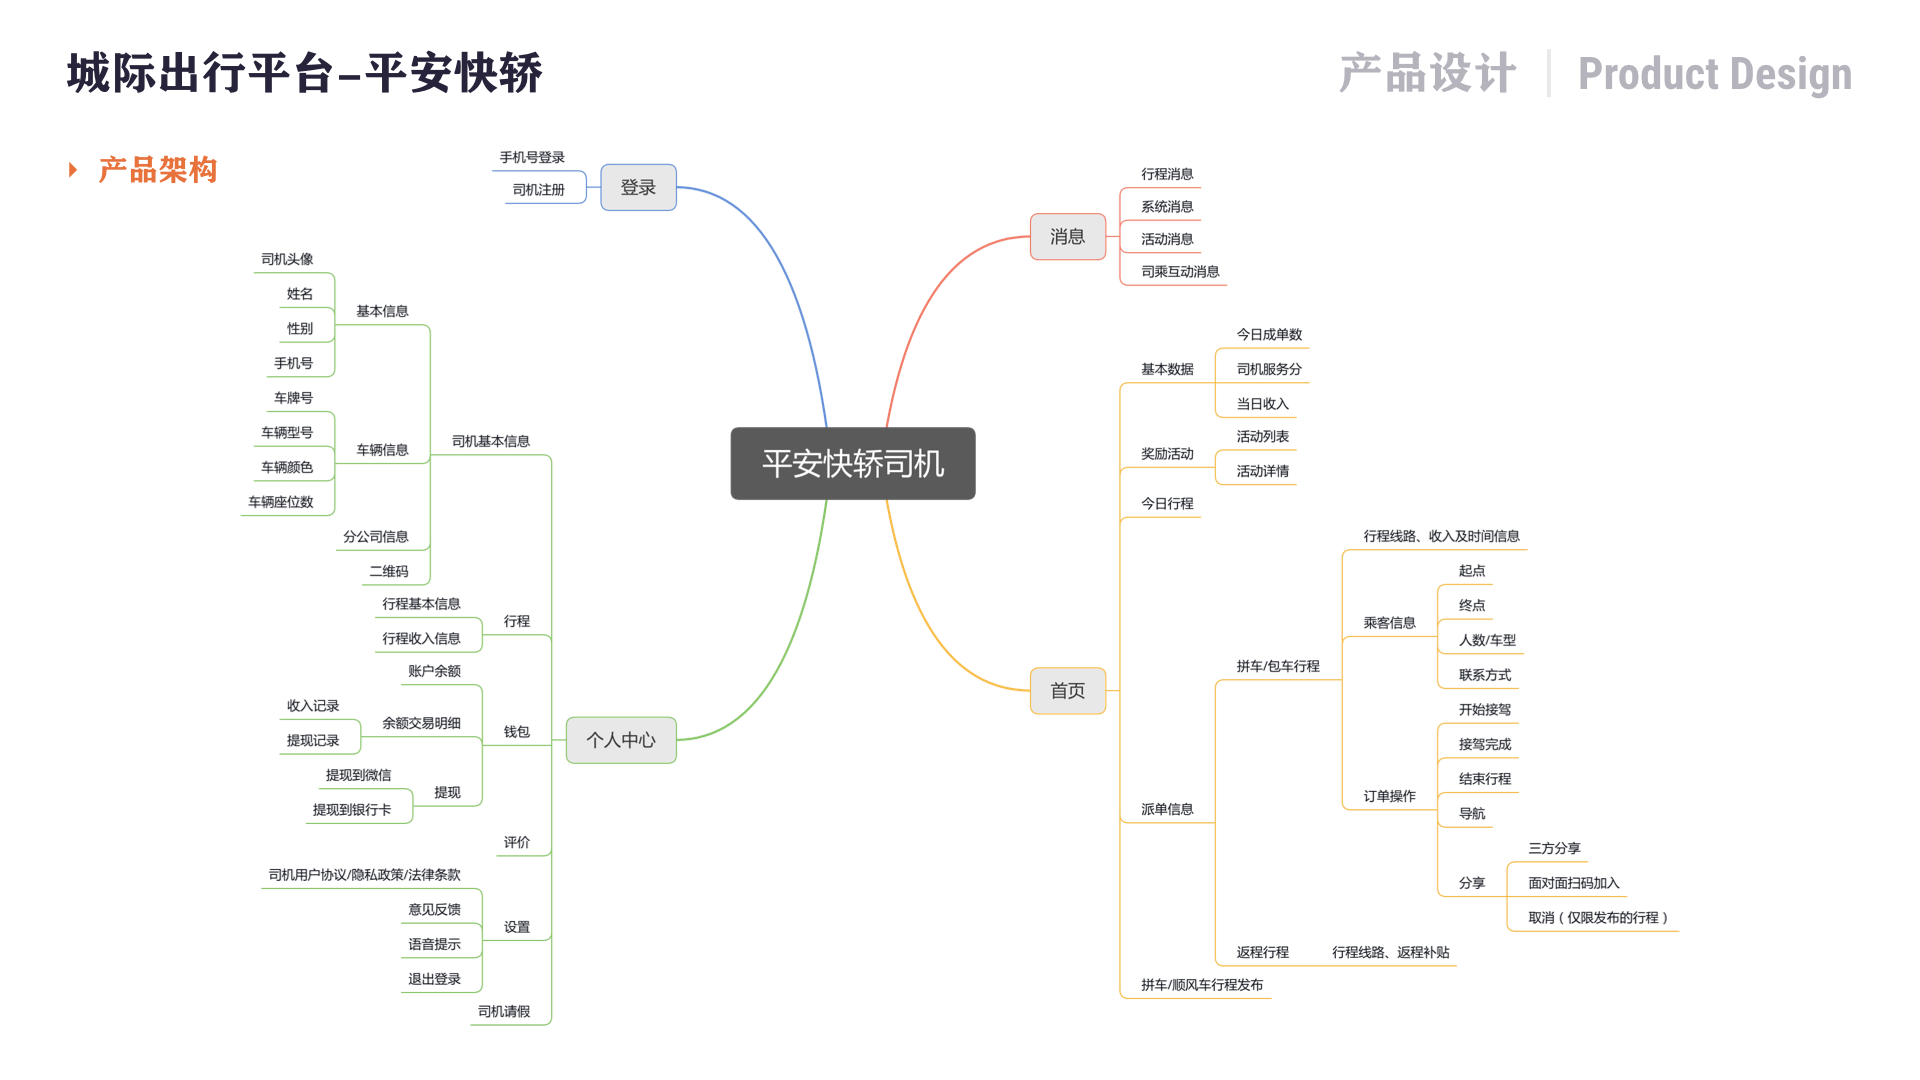 城际出行平台–平安快轿
产品设计
Product Design
产品架构
平安快轿司机
登录
手机号登录
司机注册
消息
行程消息
系统消息
活动消息
司乘互动消息
首页
基本数据
今日成单数
司机服务分
当日收入
奖励活动
活动列表
活动详情
今日行程
派单信息
拼车/包车行程
行程线路、收入及时间信息
乘客信息
起点
终点
人数/车型
联系方式
订单操作
开始接驾
接驾完成
结束行程
导航
分享
三方分享
面对面扫码加入
取消（仅限发布的行程）
返程行程
行程线路、返程补贴
拼车/顺风车行程发布
个人中心
司机基本信息
基本信息
司机头像
姓名
性别
手机号
车辆信息
车牌号
车辆型号
车辆颜色
车辆座位数
分公司信息
二维码
行程
行程基本信息
行程收入信息
钱包
账户余额
余额交易明细
收入记录
提现记录
提现
提现到微信
提现到银行卡
评价
设置
司机用户协议/隐私政策/法律条款
意见反馈
语音提示
退出登录
司机请假